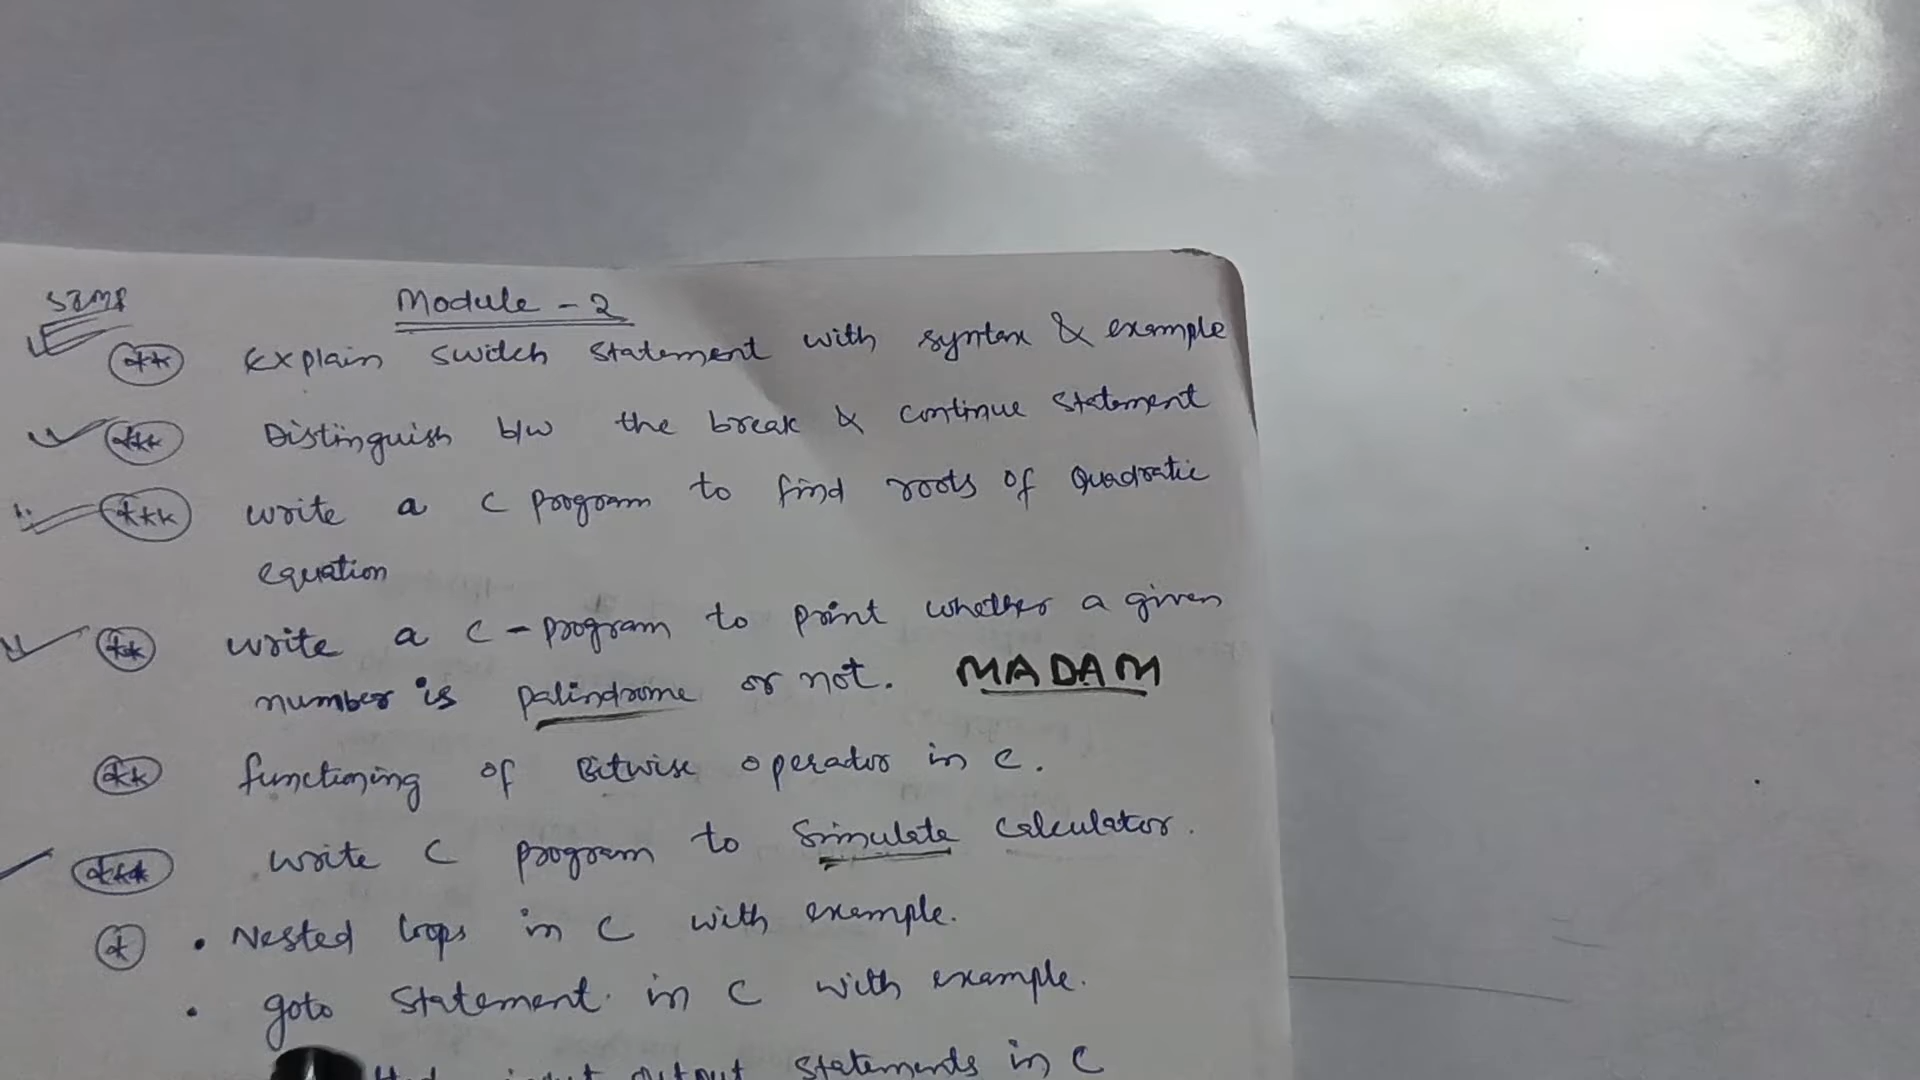 Module - 2
** Explain switch statement with syntax & example
*** Distinguish b/w the break & continue statement
*** write a C program to find roots of Quadratic
equation
** write a C - program to print whether a given
number is palindrome or not. MADAM
** functioning of Bitwise operator in C.
*** write C program to Simulate calculator.
* • Nested loops in C with example.
• goto statement in C with example.
input output statements in C